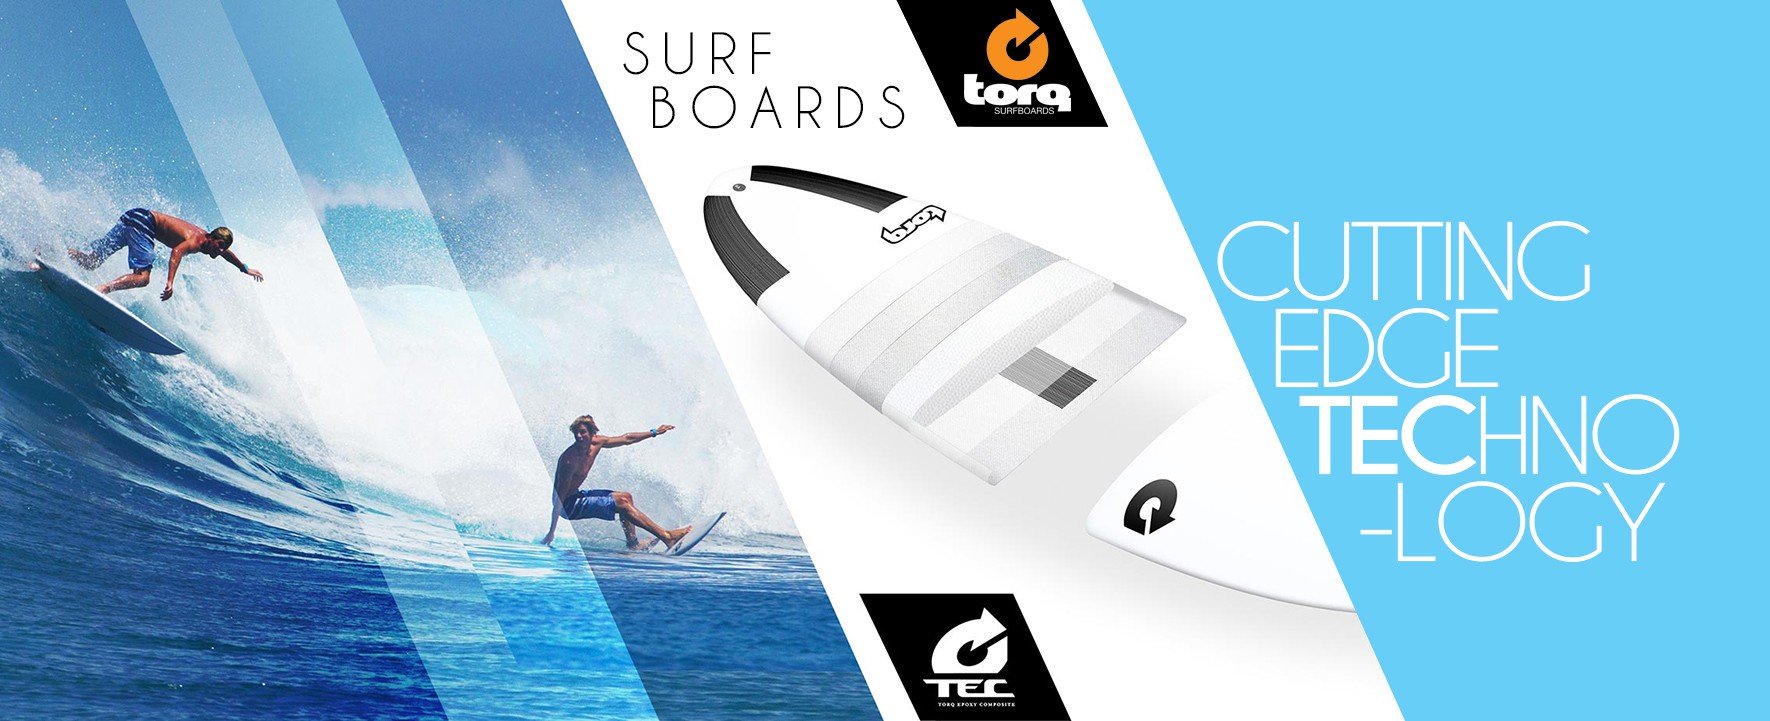 SURF
BOARDS
torq
SURFBOARDS
torq
CUTTING
EDGE
TECHNO
-LOGY
TEC
TORQ EPOXY COMPOSITE